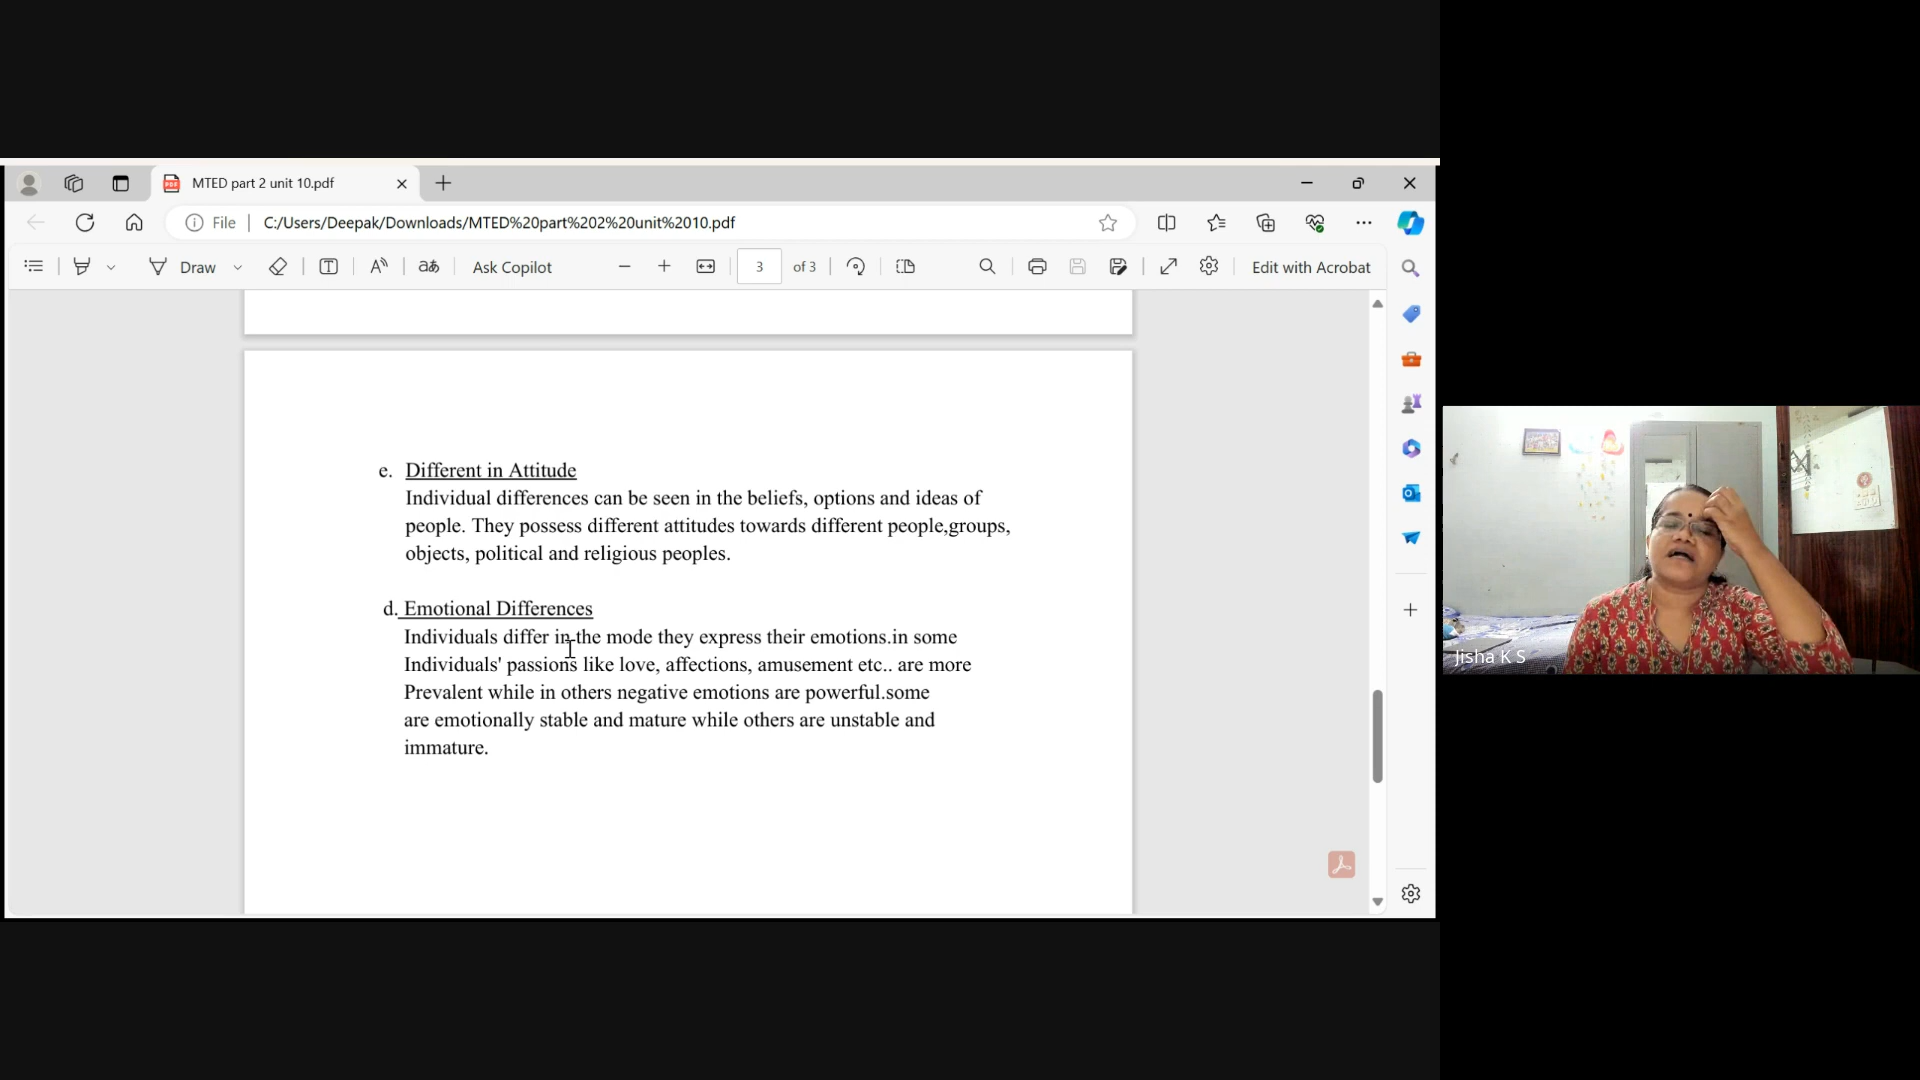 MTED part 2 unit 10.pdf
File
C:/Users/Deepak/Downloads/MTED%20part%202%20unit%2010.pdf
Draw
aあ
Ask Copilot
3
of 3
Edit with Acrobat
e. Different in Attitude
Individual differences can be seen in the beliefs, options and ideas of
people. They possess different attitudes towards different people,groups,
objects, political and religious peoples.
d. Emotional Differences
Individuals differ in the mode they express their emotions.in some
Individuals' passions like love, affections, amusement etc.. are more
Prevalent while in others negative emotions are powerful.some
are emotionally stable and mature while others are unstable and
immature.
Jisha K S